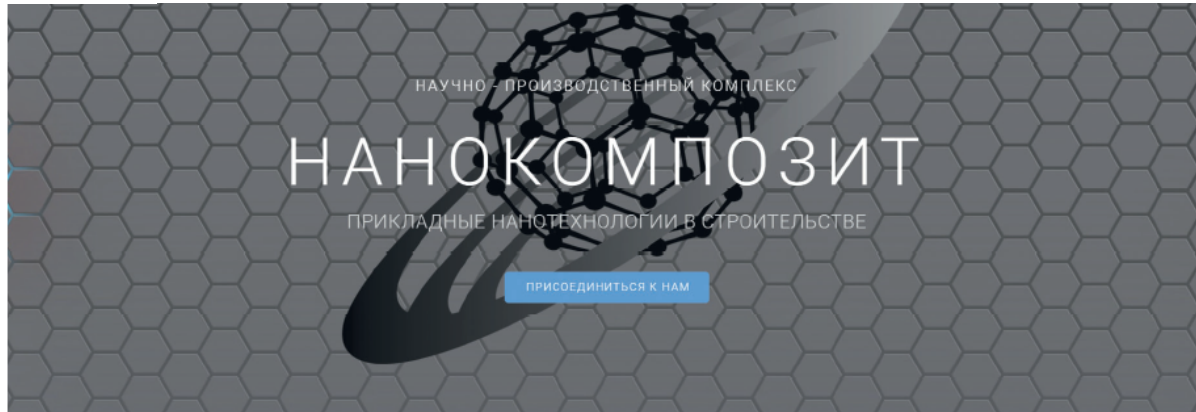 НАУЧНО - ПРОИЗВОДСТВЕННЫЙ КОМПЛЕКС
НАНОКОМПОЗИТ
ПРИКЛАДНЫЕ НАНОТЕХНОЛОГИИ В СТРОИТЕЛЬСТВЕ
ПРИСОЕДИНИТЬСЯ К НАМ